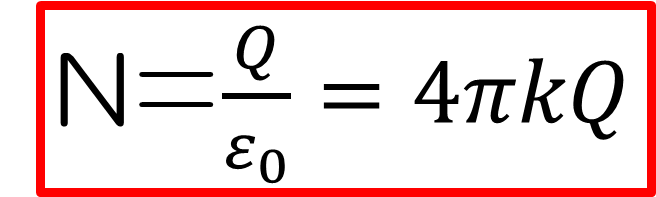 N = Q/ε₀ = 4πkQ